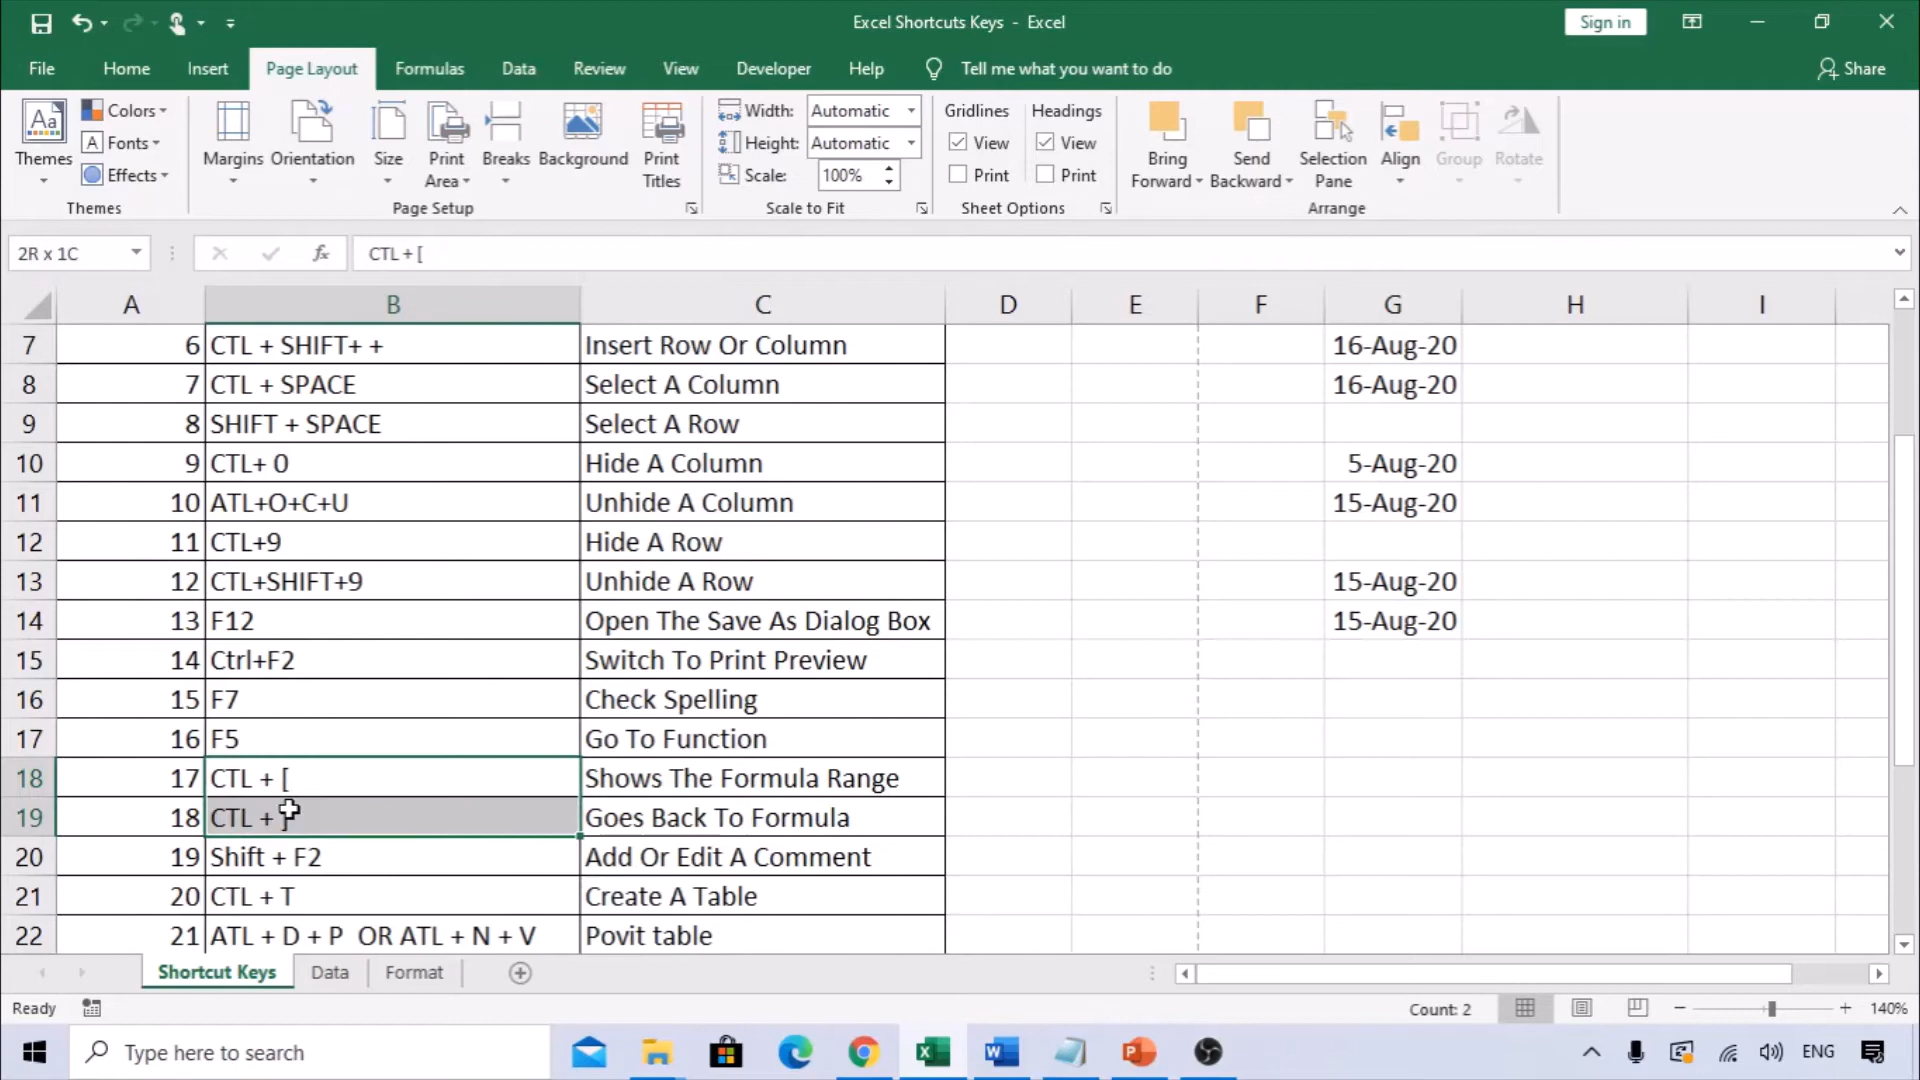 Excel Shortcuts Keys - Excel
Sign in
File Home Insert Page Layout Formulas Data Review View Developer Help Tell me what you want to do Share
Aa Colors Width: Automatic Gridlines Headings
A Fonts Height: Automatic View View
Themes Effects Margins Orientation Size Print Area Breaks Background Print Titles Scale: 100% Print Print Bring Forward Send Backward Selection Pane Align Group Rotate
Themes Page Setup Scale to Fit Sheet Options Arrange
2R x 1C fx CTL + [
A B C D E F G H I
7 6 CTL + SHIFT+ + Insert Row Or Column 16-Aug-20
8 7 CTL + SPACE Select A Column 16-Aug-20
9 8 SHIFT + SPACE Select A Row
10 9 CTL+ 0 Hide A Column 5-Aug-20
11 10 ATL+O+C+U Unhide A Column 15-Aug-20
12 11 CTL+9 Hide A Row
13 12 CTL+SHIFT+9 Unhide A Row 15-Aug-20
14 13 F12 Open The Save As Dialog Box 15-Aug-20
15 14 Ctrl+F2 Switch To Print Preview
16 15 F7 Check Spelling
17 16 F5 Go To Function
18 17 CTL + [ Shows The Formula Range
19 18 CTL + ] Goes Back To Formula
20 19 Shift + F2 Add Or Edit A Comment
21 20 CTL + T Create A Table
22 21 ATL + D + P OR ATL + N + V Povit table
Shortcut Keys Data Format
Ready Count: 2 140%
Type here to search ENG